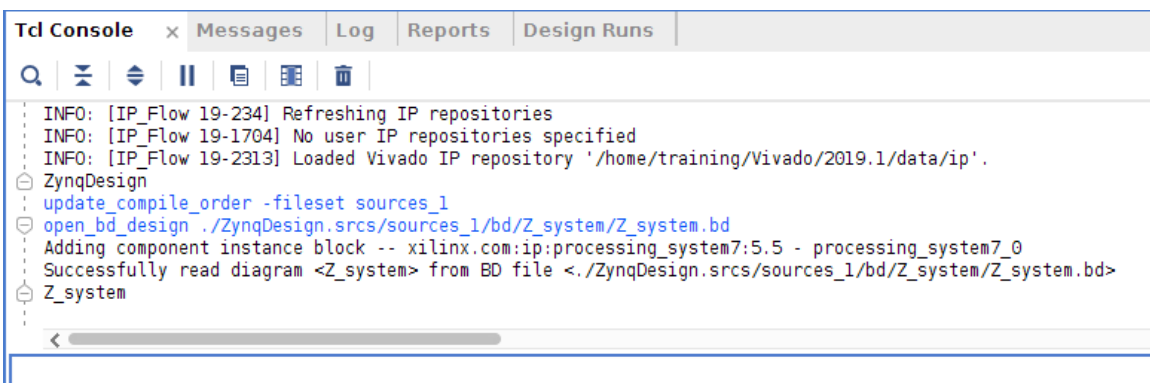 Tcl Console × Messages Log Reports Design Runs
INFO: [IP_Flow 19-234] Refreshing IP repositories
INFO: [IP_Flow 19-1704] No user IP repositories specified
INFO: [IP_Flow 19-2313] Loaded Vivado IP repository '/home/training/Vivado/2019.1/data/ip'.
ZynqDesign
update_compile_order -fileset sources_1
open_bd_design ./ZynqDesign.srcs/sources_1/bd/Z_system/Z_system.bd
Adding component instance block -- xilinx.com:ip:processing_system7:5.5 - processing_system7_0
Successfully read diagram <Z_system> from BD file <./ZynqDesign.srcs/sources_1/bd/Z_system/Z_system.bd>
Z_system